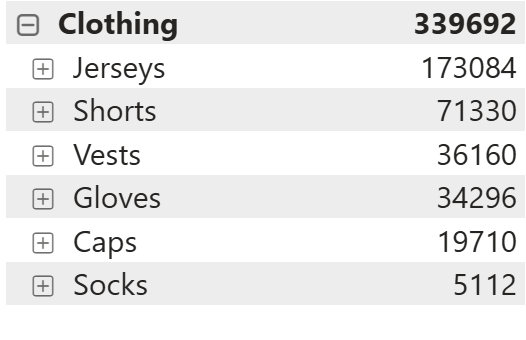 Clothing 339692
Jerseys 173084
Shorts 71330
Vests 36160
Gloves 34296
Caps 19710
Socks 5112